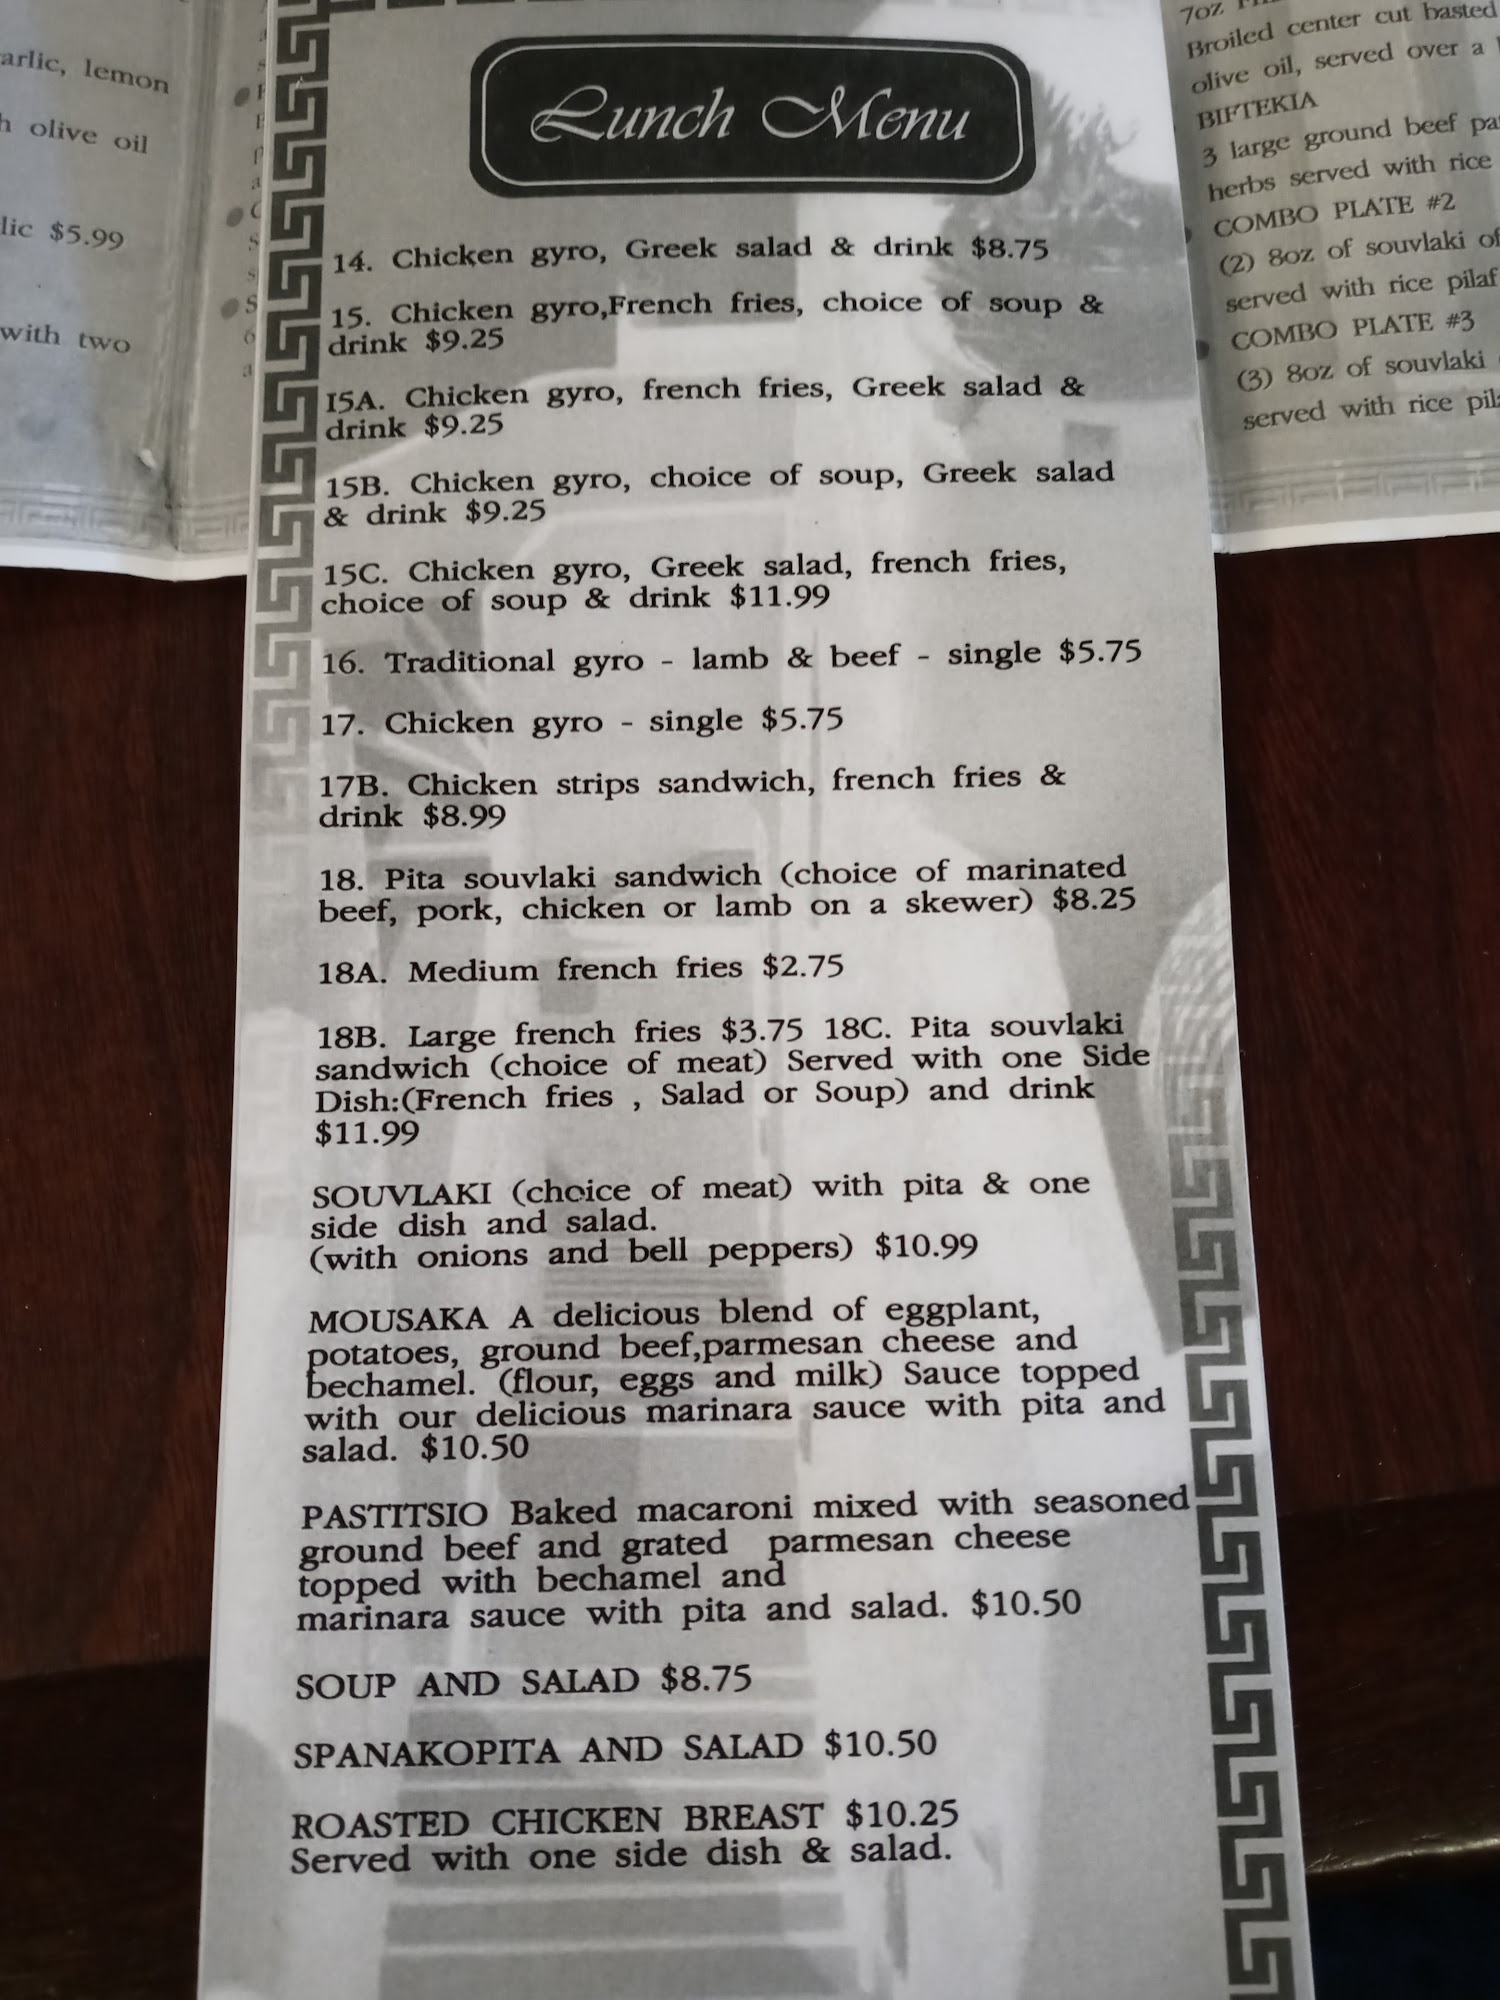 arlic, lemon
h olive oil
lic $5.99
with two
Lunch Menu
14. Chicken gyro, Greek salad & drink $8.75
15. Chicken gyro,French fries, choice of soup &
drink $9.25
15A. Chicken gyro, french fries, Greek salad &
drink $9.25
15B. Chicken gyro, choice of soup, Greek salad
& drink $9.25
15C. Chicken gyro, Greek salad, french fries,
choice of soup & drink $11.99
16. Traditional gyro - lamb & beef - single $5.75
17. Chicken gyro - single $5.75
17B. Chicken strips sandwich, french fries &
drink $8.99
18. Pita souvlaki sandwich (choice of marinated
beef, pork, chicken or lamb on a skewer) $8.25
18A. Medium french fries $2.75
18B. Large french fries $3.75 18C. Pita souvlaki
sandwich (choice of meat) Served with one Side
Dish:(French fries , Salad or Soup) and drink
$11.99
SOUVLAKI (choice of meat) with pita & one
side dish and salad.
(with onions and bell peppers) $10.99
MOUSAKA A delicious blend of eggplant,
potatoes, ground beef,parmesan cheese and
bechamel. (flour, eggs and milk) Sauce topped
with our delicious marinara sauce with pita and
salad. $10.50
PASTITSIO Baked macaroni mixed with seasoned
ground beef and grated parmesan cheese
topped with bechamel and
marinara sauce with pita and salad. $10.50
SOUP AND SALAD $8.75
SPANAKOPITA AND SALAD $10.50
ROASTED CHICKEN BREAST $10.25
Served with one side dish & salad.
7oz
Broiled center cut basted
olive oil, served over a
BIFTEKIA
3 large ground beef pa
herbs served with rice
COMBO PLATE #2
(2) 8oz of souvlaki of
served with rice pilaf
COMBO PLATE #3
(3) 8oz of souvlaki
served with rice pil